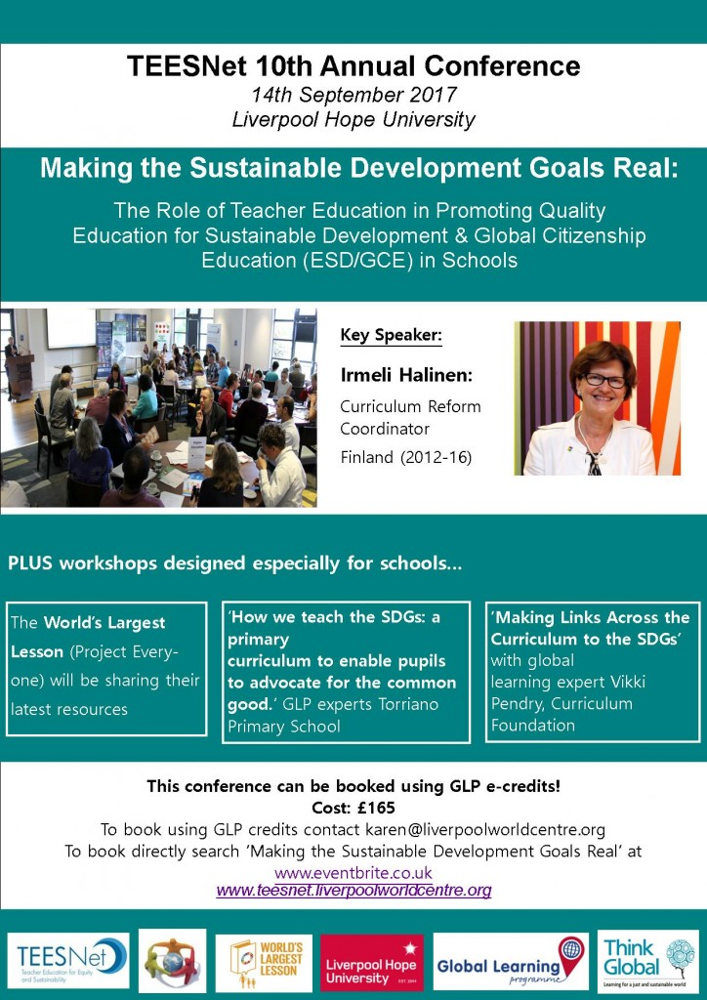 TEESNet 10th Annual Conference
14th September 2017
Liverpool Hope University
Making the Sustainable Development Goals Real:
The Role of Teacher Education in Promoting Quality
Education for Sustainable Development & Global Citizenship
Education (ESD/GCE) in Schools
Key Speaker:
Irmeli Halinen:
Curriculum Reform
Coordinator
Finland (2012-16)
PLUS workshops designed especially for schools...
The World's Largest
Lesson (Project Every-
one) will be sharing their
latest resources
'How we teach the SDGs: a
primary
curriculum to enable pupils
to advocate for the common
good.' GLP experts Torriano
Primary School
'Making Links Across the
Curriculum to the SDGs'
with global
learning expert Vikki
Pendry, Curriculum
Foundation
This conference can be booked using GLP e-credits!
Cost: £165
To book using GLP credits contact karen@liverpoolworldcentre.org
To book directly search 'Making the Sustainable Development Goals Real' at
www.eventbrite.co.uk
www.teesnet.liverpoolworldcentre.org
TEESNet
Teacher Education for Equity
and Sustainability
WORLD'S
LARGEST
LESSON
Liverpool Hope
University
EST. 1844
Global Learning
programme
Think
Global
Learning for a just and sustainable world